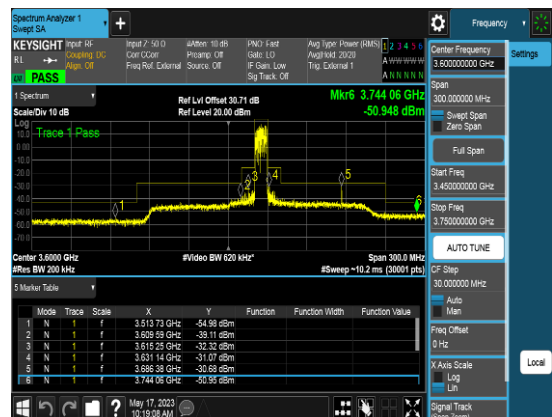 Spectrum Analyzer 1
Swept SA
+
Frequency
KEYSIGHT
RL
Input: RF
Coupling: DC
Align: Off
Input Z: 50 Ω
Corr CCorr
Freq Ref: External
#Atten: 10 dB
Preamp: Off
Source: Off
PNO: Fast
Gate: LO
IF Gain: Low
Sig Track: Off
Avg Type: Power (RMS)
Avg|Hold: 20/20
Trig: External 1
1 2 3 4 5 6
A W W W W W
A N N N N N
PASS
1 Spectrum
Scale/Div 10 dB
Ref Lvl Offset 30.71 dB
Ref Level 20.00 dBm
Mkr6 3.744 06 GHz
-50.948 dBm
Log
Trace 1 Pass
10.0
0.00
-10.0
-20.0
-30.0
-40.0
-50.0
-60.0
-70.0
1
2
3
4
5
6
Center 3.6000 GHz
#Res BW 200 kHz
#Video BW 620 kHz*
Span 300.0 MHz
#Sweep ~10.2 ms (30001 pts)
5 Marker Table
Mode Trace Scale X Y Function Function Width Function Value
1 N 1 f 3.513 73 GHz -54.98 dBm
2 N 1 f 3.609 59 GHz -39.11 dBm
3 N 1 f 3.615 25 GHz -32.32 dBm
4 N 1 f 3.631 14 GHz -31.07 dBm
5 N 1 f 3.686 38 GHz -30.68 dBm
6 N 1 f 3.744 06 GHz -50.95 dBm
?
May 17, 2023
10:19:08 AM
Center Frequency
3.600000000 GHz
Settings
Span
300.000000 MHz
Swept Span
Zero Span
Full Span
Start Freq
3.450000000 GHz
Stop Freq
3.750000000 GHz
AUTO TUNE
CF Step
30.000000 MHz
Auto
Man
Freq Offset
0 Hz
X Axis Scale
Log
Lin
Local
Signal Track
(Span Zoom)